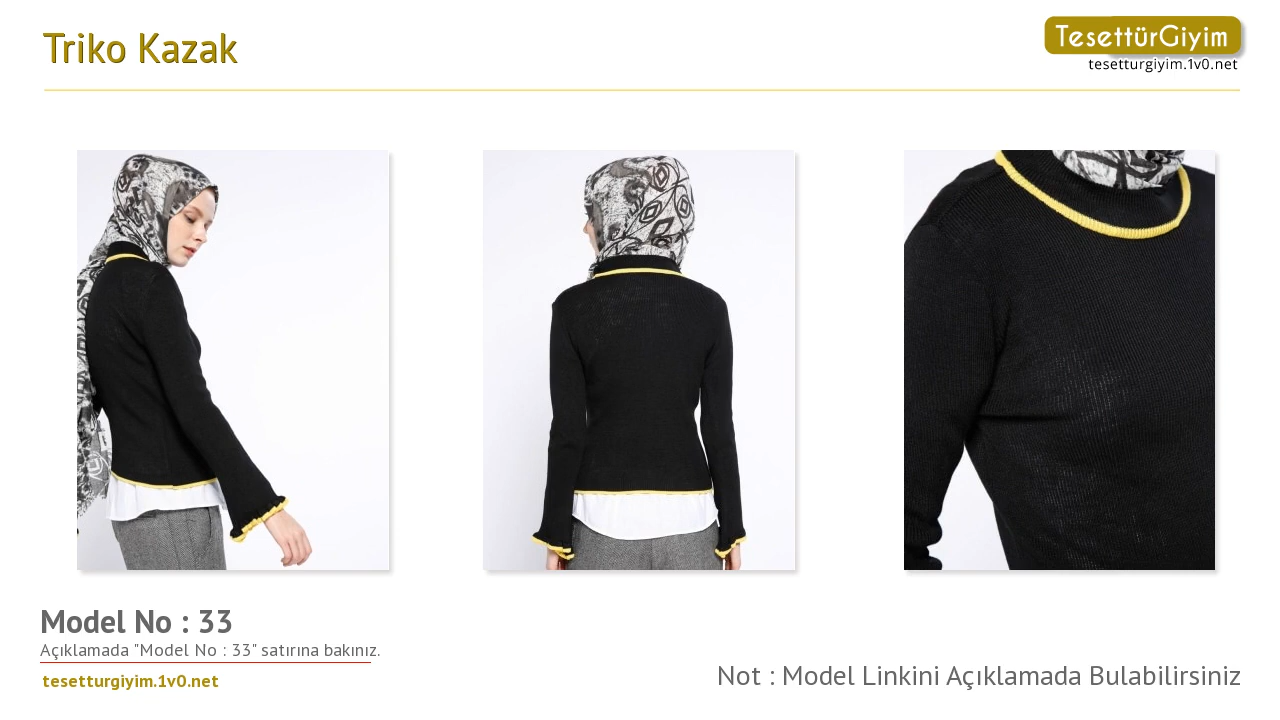 Triko Kazak
TesettürGiyim
tesetturgiyim.1v0.net
Model No : 33
Açıklamada "Model No : 33" satırına bakınız.
tesetturgiyim.1v0.net
Not : Model Linkini Açıklamada Bulabilirsiniz